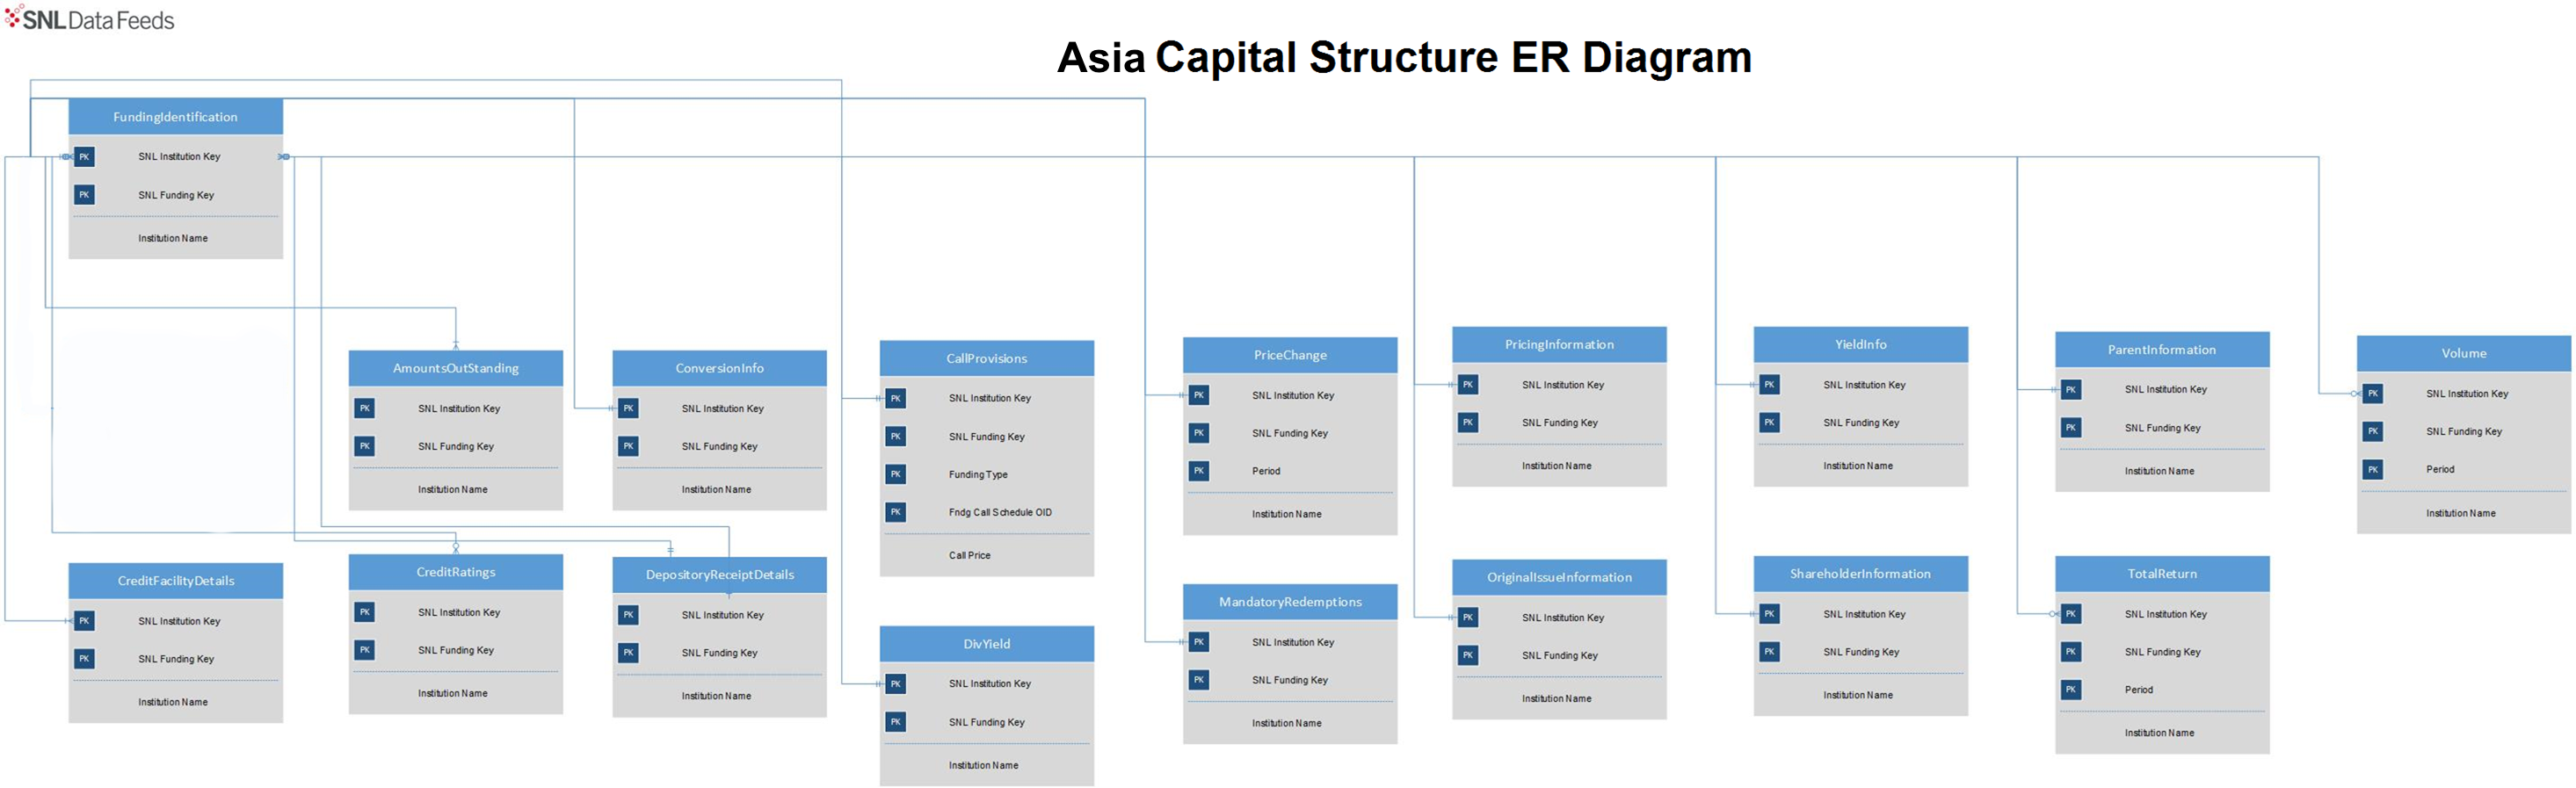 SNL Data Feeds
Asia Capital Structure ER Diagram
FundingIdentification
PK SNL Institution Key
PK SNL Funding Key
Institution Name
AmountsOutStanding
PK SNL Institution Key
PK SNL Funding Key
Institution Name
ConversionInfo
PK SNL Institution Key
PK SNL Funding Key
Institution Name
CallProvisions
PK SNL Institution Key
PK SNL Funding Key
PK Funding Type
PK Fndg Call Schedule OID
Call Price
PriceChange
PK SNL Institution Key
PK SNL Funding Key
PK Period
Institution Name
PricingInformation
PK SNL Institution Key
PK SNL Funding Key
Institution Name
YieldInfo
PK SNL Institution Key
PK SNL Funding Key
Institution Name
ParentInformation
PK SNL Institution Key
PK SNL Funding Key
Institution Name
Volume
PK SNL Institution Key
PK SNL Funding Key
PK Period
Institution Name
CreditFacilityDetails
PK SNL Institution Key
PK SNL Funding Key
Institution Name
CreditRatings
PK SNL Institution Key
PK SNL Funding Key
Institution Name
DepositoryReceiptDetails
PK SNL Institution Key
PK SNL Funding Key
Institution Name
DivYield
PK SNL Institution Key
PK SNL Funding Key
Institution Name
MandatoryRedemptions
PK SNL Institution Key
PK SNL Funding Key
Institution Name
OriginalIssueInformation
PK SNL Institution Key
PK SNL Funding Key
Institution Name
ShareholderInformation
PK SNL Institution Key
PK SNL Funding Key
Institution Name
TotalReturn
PK SNL Institution Key
PK SNL Funding Key
PK Period
Institution Name